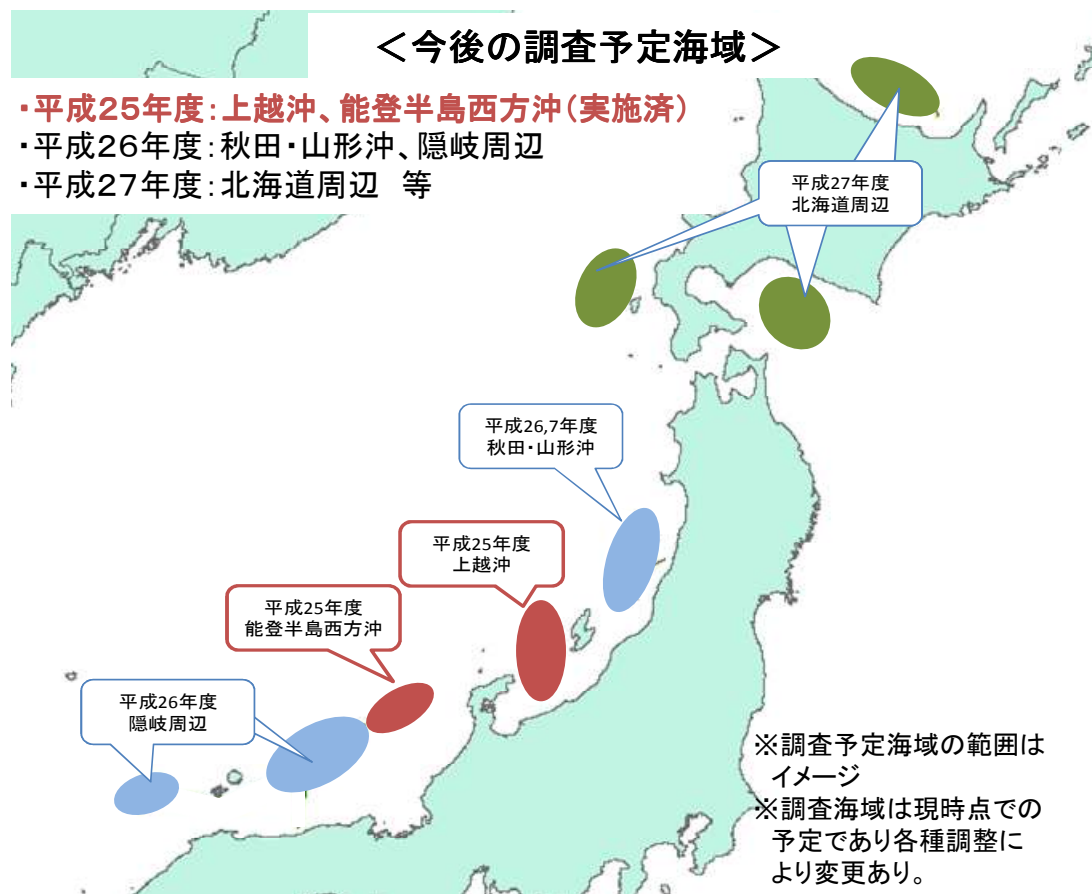 ＜今後の調査予定海域＞
・平成２５年度：上越沖、能登半島西方沖（実施済）
・平成２６年度：秋田・山形沖、隠岐周辺
・平成２７年度：北海道周辺　等
平成27年度
北海道周辺
平成26,7年度
秋田・山形沖
平成25年度
上越沖
平成25年度
能登半島西方沖
平成26年度
隠岐周辺
※調査予定海域の範囲は
イメージ
※調査海域は現時点での
予定であり各種調整に
より変更あり。